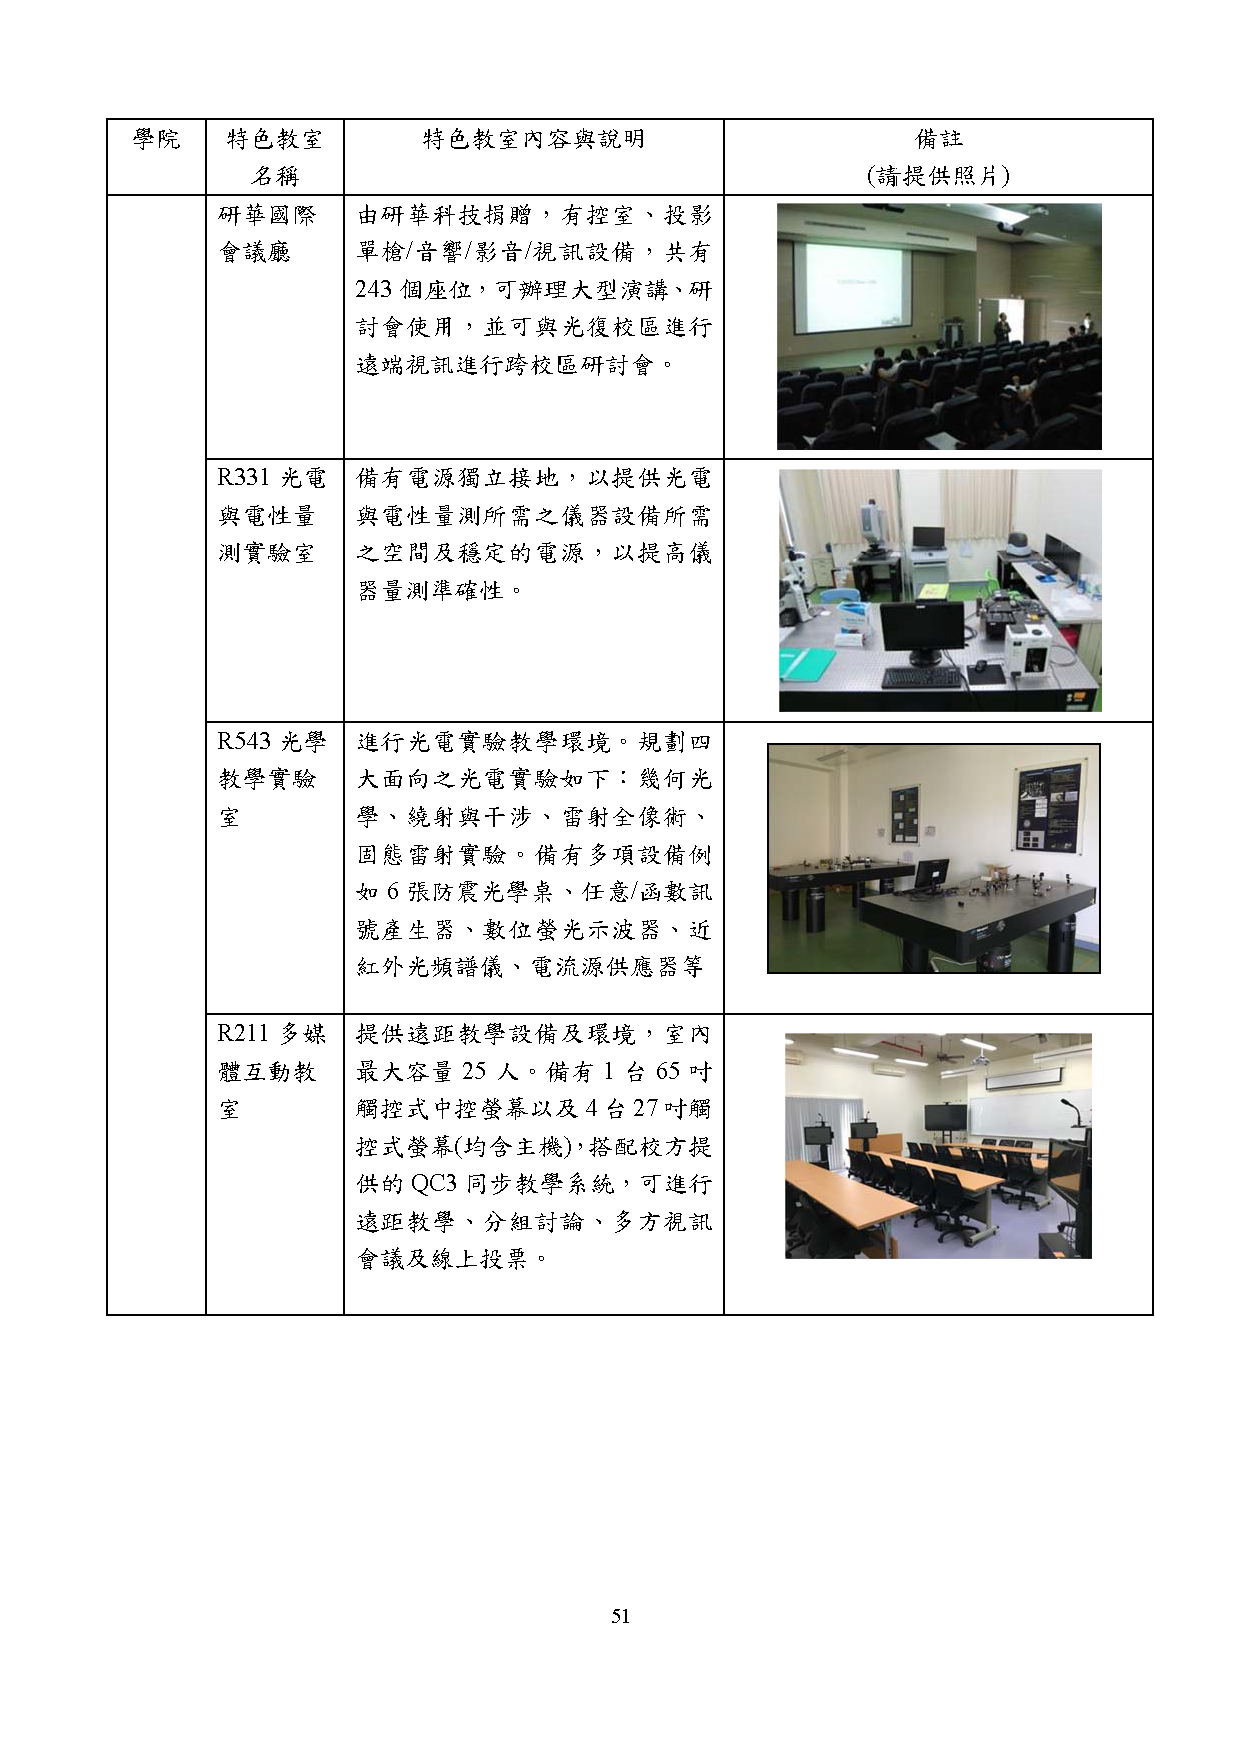 學院
特色教室
名稱
特色教室內容與說明
備註
(請提供照片)
研華國際
會議廳
由研華科技捐贈，有控室、投影
單槍/音響/影音/視訊設備，共有
243 個座位，可辦理大型演講、研
討會使用，並可與光復校區進行
遠端視訊進行跨校區研討會。
R331 光電
與電性量
測實驗室
備有電源獨立接地，以提供光電
與電性量測所需之儀器設備所需
之空間及穩定的電源，以提高儀
器量測準確性。
R543 光學
教學實驗
室
進行光電實驗教學環境。規劃四
大面向之光電實驗如下：幾何光
學、繞射與干涉、雷射全像術、
固態雷射實驗。備有多項設備例
如 6 張防震光學桌、任意/函數訊
號產生器、數位螢光示波器、近
紅外光頻譜儀、電流源供應器等
R211 多媒
體互動教
室
提供遠距教學設備及環境，室內
最大容量 25 人。備有 1 台 65 吋
觸控式中控螢幕以及 4 台 27 吋觸
控式螢幕(均含主機)，搭配校方提
供的 QC3 同步教學系統，可進行
遠距教學、分組討論、多方視訊
會議及線上投票。
51